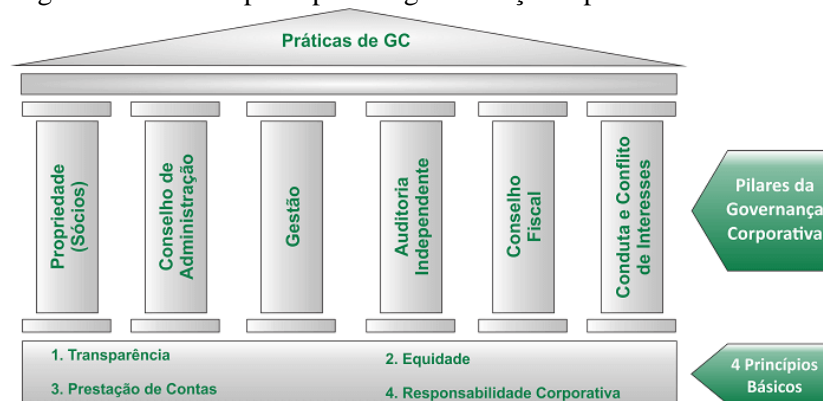 Práticas de GC
Propriedade
(Sócios)
Conselho de
Administração
Gestão
Auditoria
Independente
Conselho
Fiscal
Conduta e Conflito
de Interesses
Pilares da
Governança
Corporativa
1. Transparência
2. Equidade
3. Prestação de Contas
4. Responsabilidade Corporativa
4 Princípios
Básicos